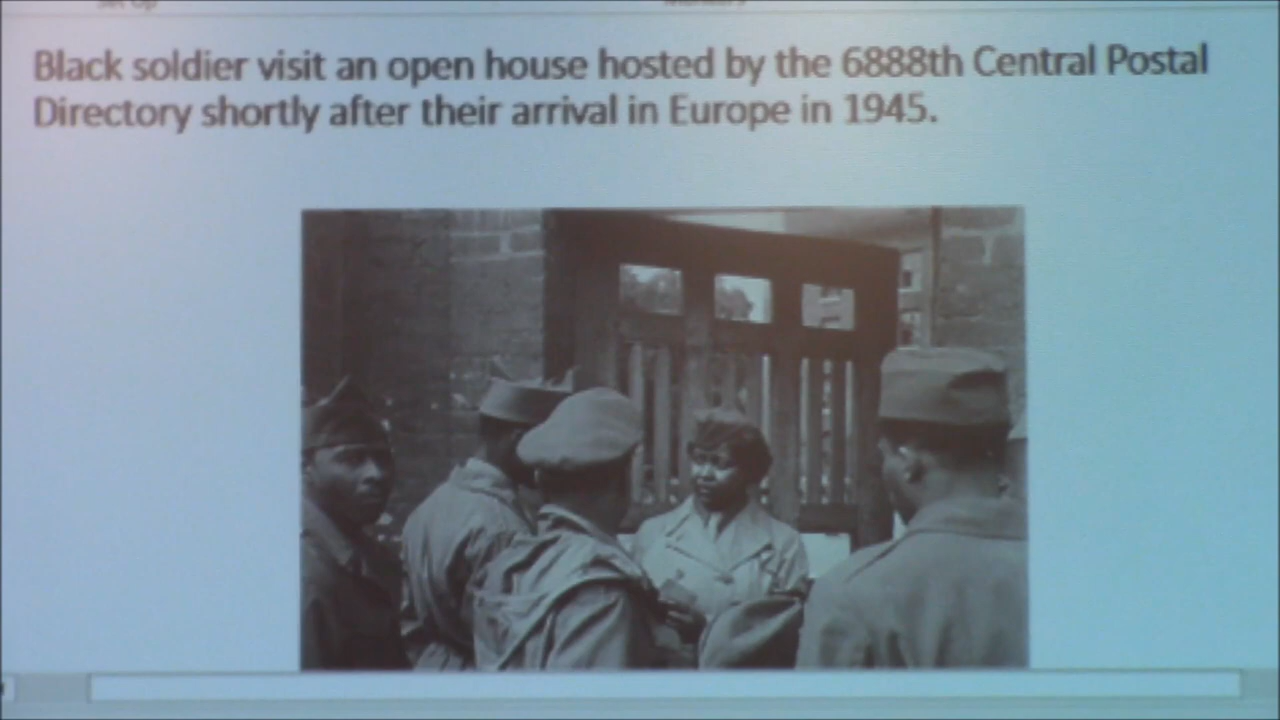 Black soldier visit an open house hosted by the 6888th Central Postal
Directory shortly after their arrival in Europe in 1945.